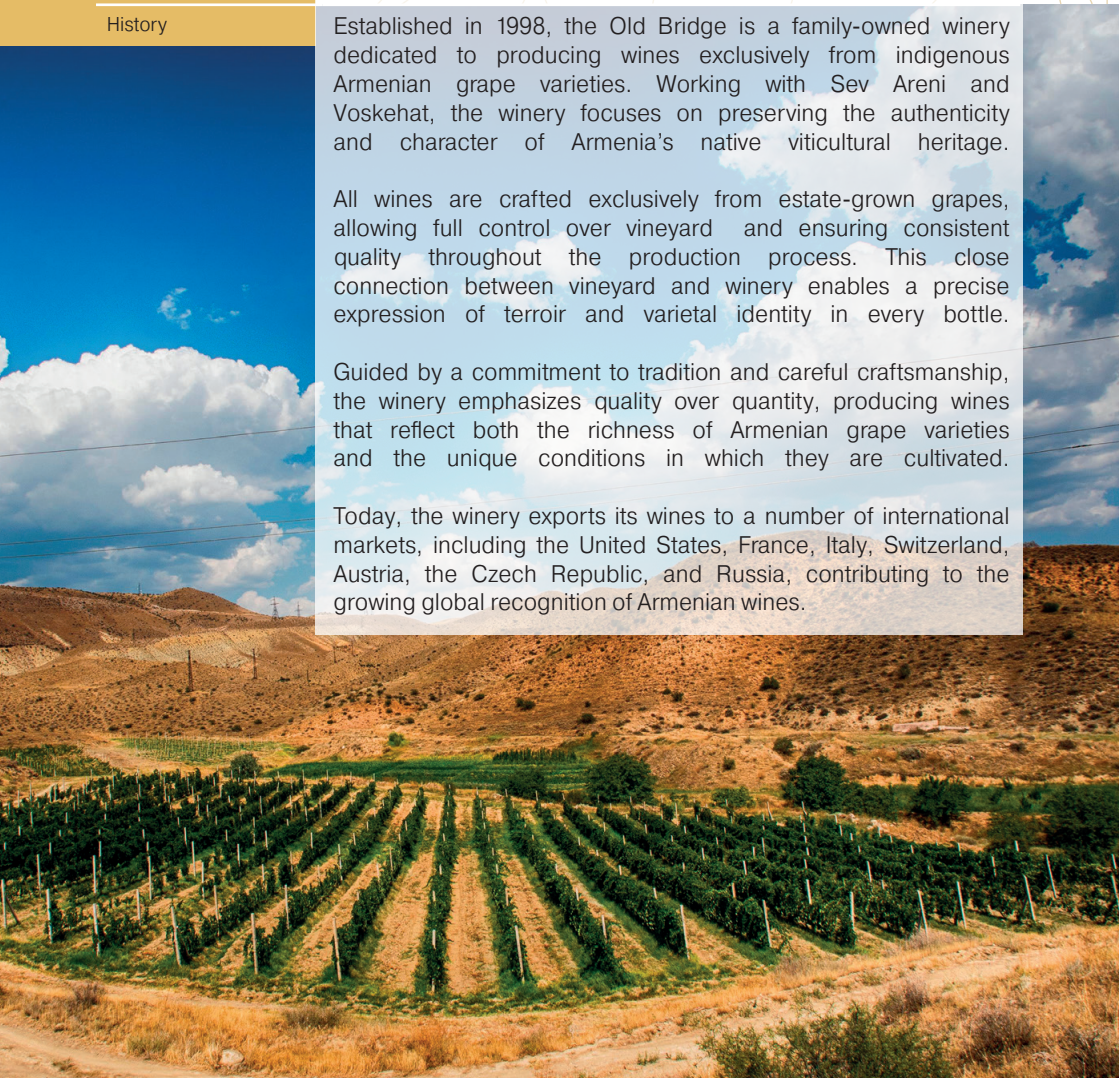 History
Established in 1998, the Old Bridge is a family-owned winery
dedicated to producing wines exclusively from indigenous
Armenian grape varieties. Working with Sev Areni and
Voskehat, the winery focuses on preserving the authenticity
and character of Armenia's native viticultural heritage.
All wines are crafted exclusively from estate-grown grapes,
allowing full control over vineyard and ensuring consistent
quality throughout the production process. This close
connection between vineyard and winery enables a precise
expression of terroir and varietal identity in every bottle.
Guided by a commitment to tradition and careful craftsmanship,
the winery emphasizes quality over quantity, producing wines
that reflect both the richness of Armenian grape varieties
and the unique conditions in which they are cultivated.
Today, the winery exports its wines to a number of international
markets, including the United States, France, Italy, Switzerland,
Austria, the Czech Republic, and Russia, contributing to the
growing global recognition of Armenian wines.